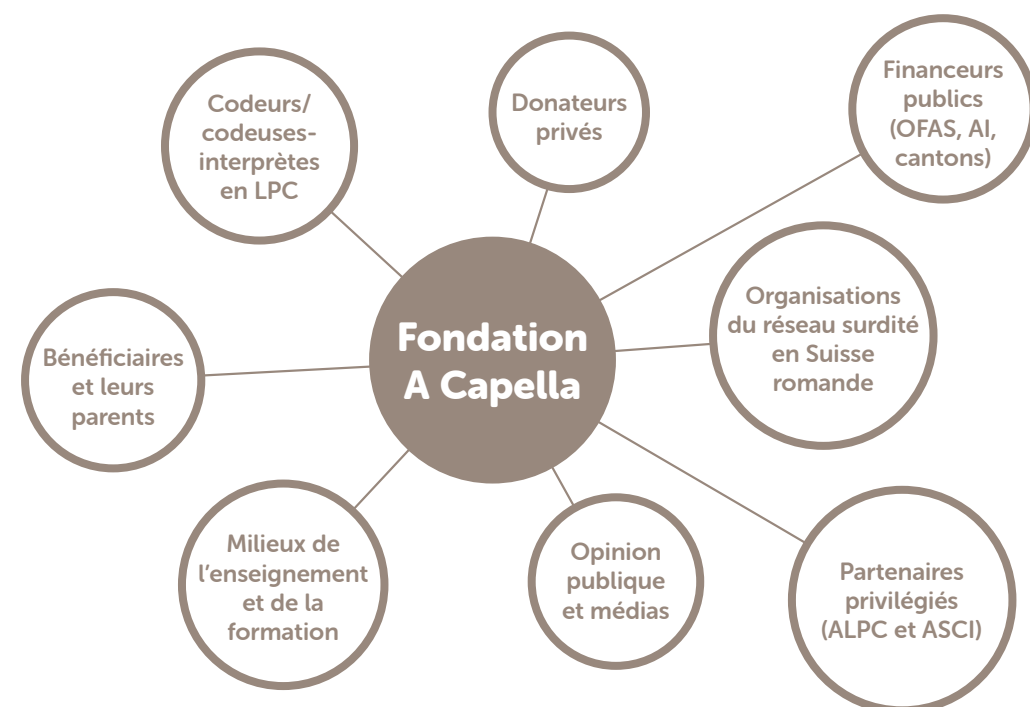 Codeurs/
codeuses-
interprètes
en LPC
Donateurs
privés
Financeurs
publics
(OFAS, AI,
cantons)
Fondation
A Capella
Organisations
du réseau surdité
en Suisse
romande
Bénéficiaires
et leurs
parents
Milieux de
l’enseignement
et de la
formation
Opinion
publique
et médias
Partenaires
privilégiés
(ALPC et ASCI)